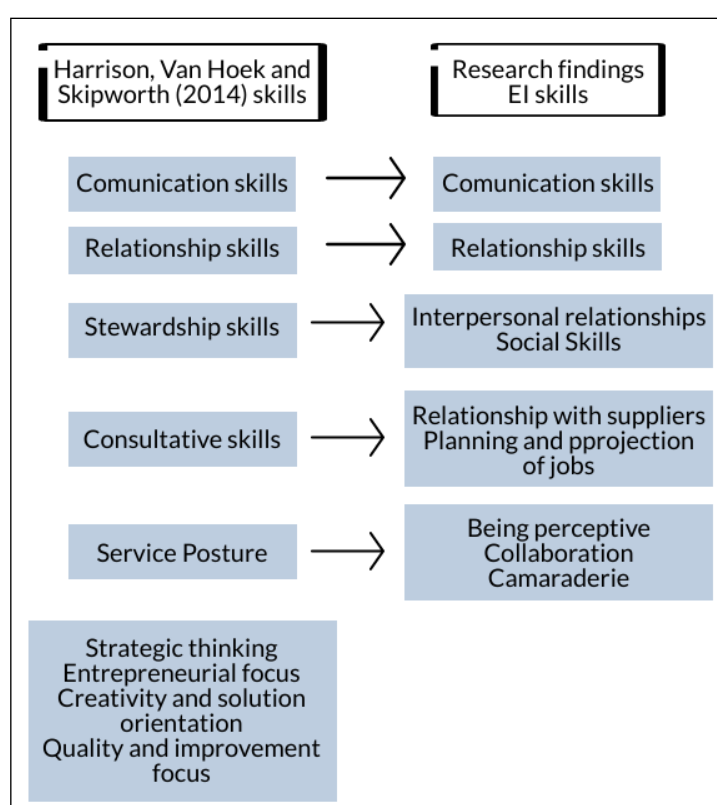 Harrison, Van Hoek and
Skipworth (2014) skills
Research findings
EI skills
Comunication skills
Comunication skills
Relationship skills
Relationship skills
Stewardship skills
Interpersonal relationships
Social Skills
Consultative skills
Relationship with suppliers
Planning and pprojection
of jobs
Service Posture
Being perceptive
Collaboration
Camaraderie
Strategic thinking
Entrepreneurial focus
Creativity and solution
orientation
Quality and improvement
focus